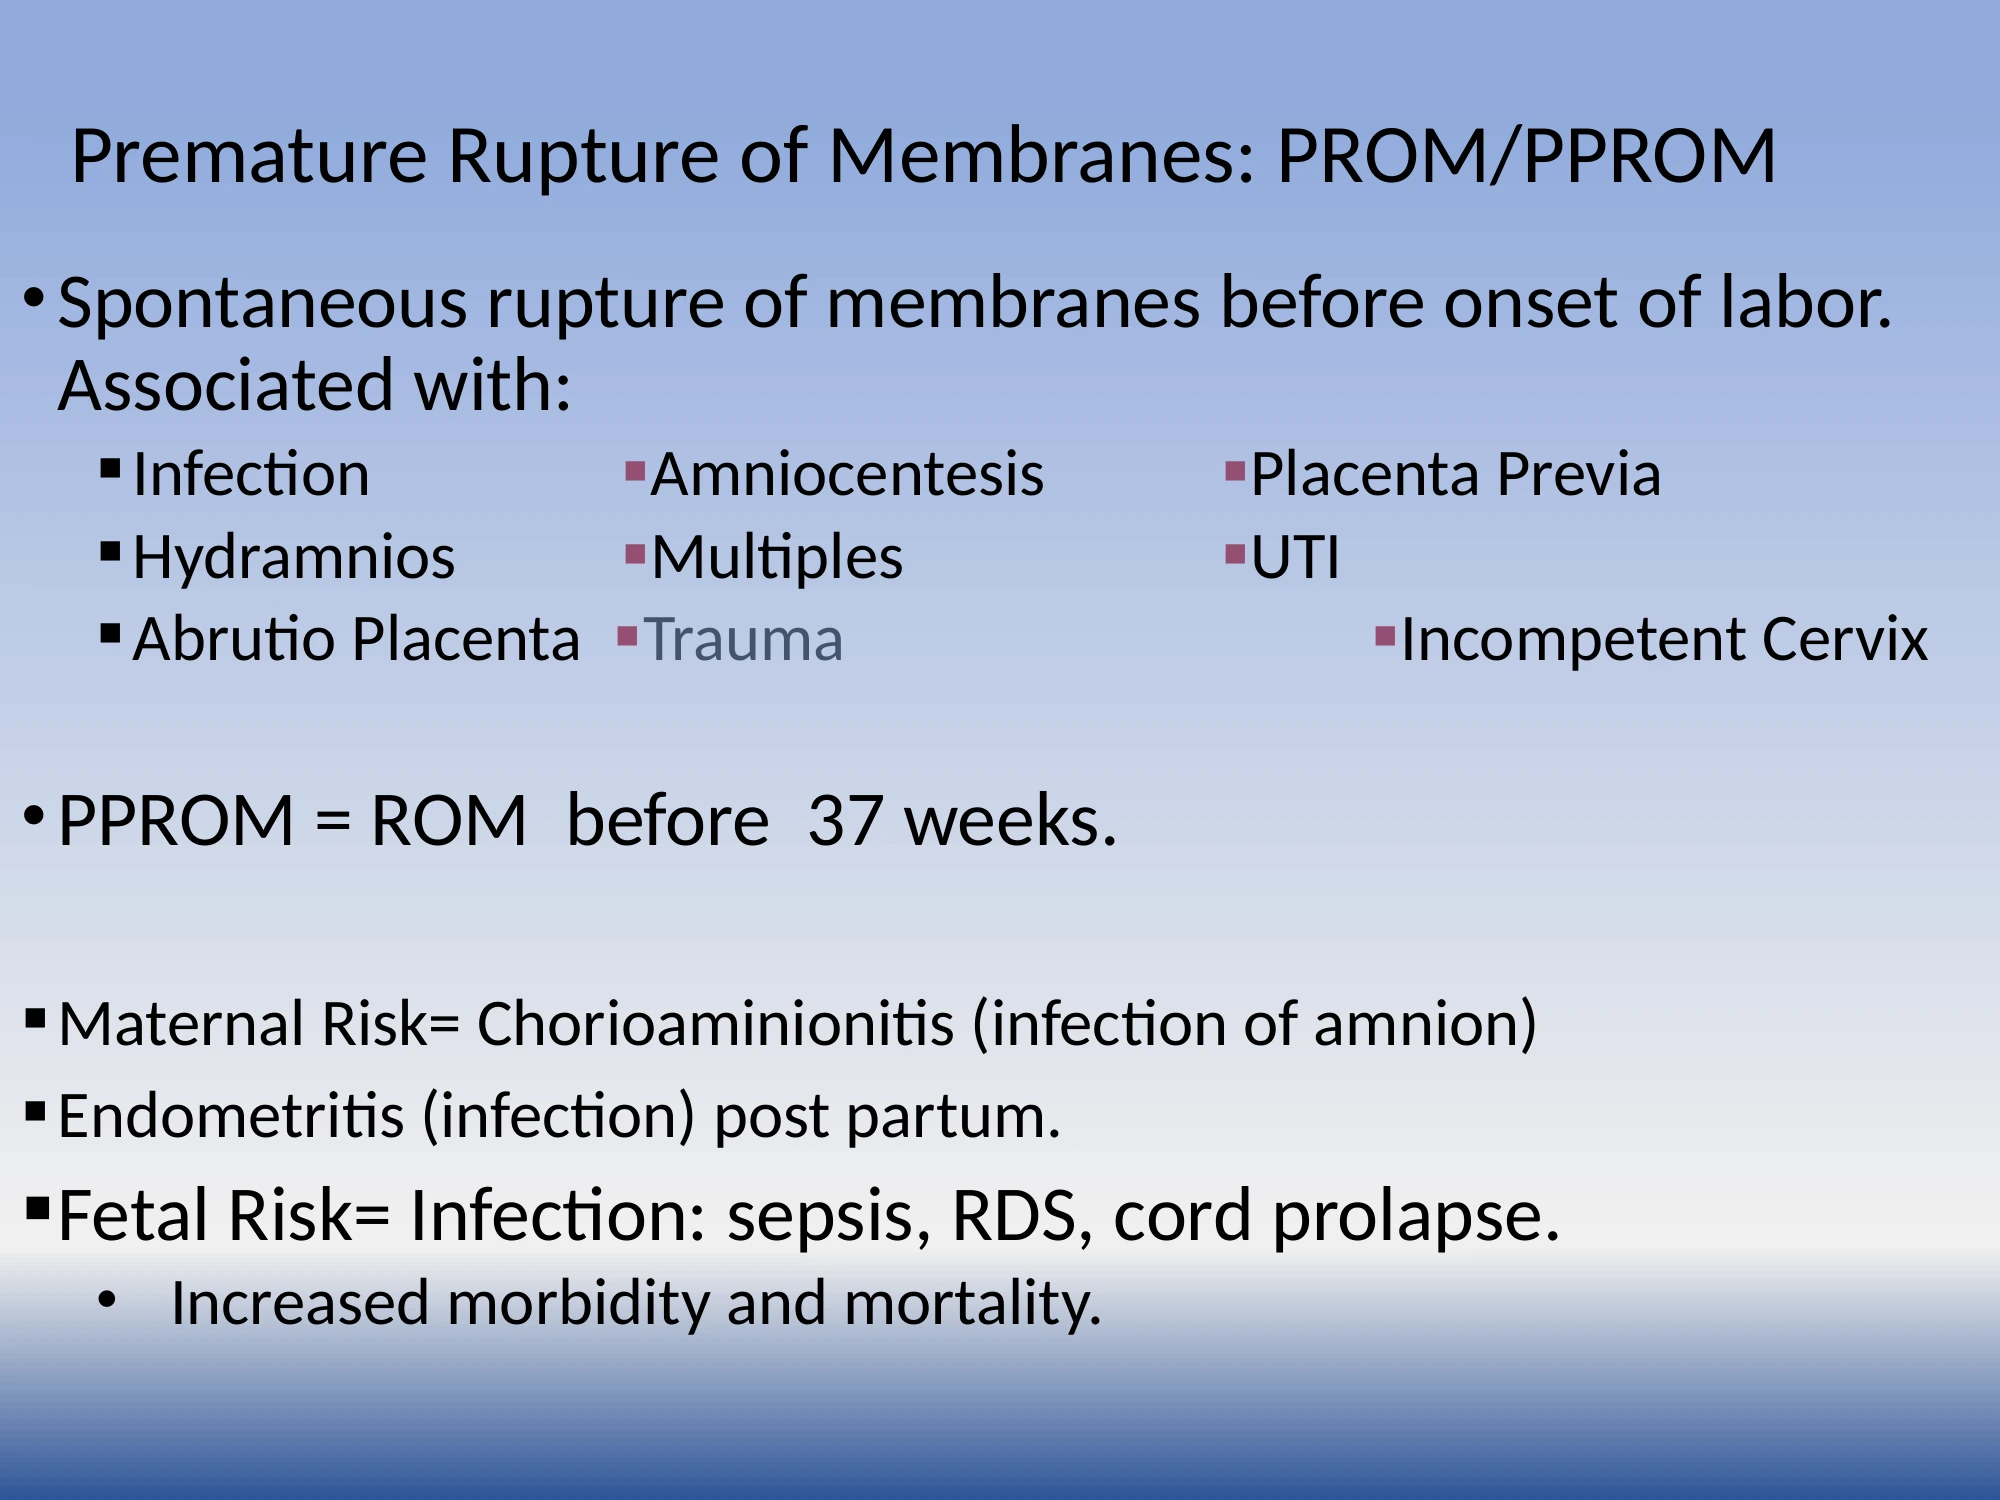 Premature Rupture of Membranes: PROM/PPROM
• Spontaneous rupture of membranes before onset of labor.
Associated with:
▪ Infection ▪Amniocentesis ▪Placenta Previa
▪ Hydramnios ▪Multiples ▪UTI
▪ Abrutio Placenta ▪Trauma ▪Incompetent Cervix
• PPROM = ROM before 37 weeks.
▪ Maternal Risk= Chorioaminionitis (infection of amnion)
▪ Endometritis (infection) post partum.
▪Fetal Risk= Infection: sepsis, RDS, cord prolapse.
• Increased morbidity and mortality.